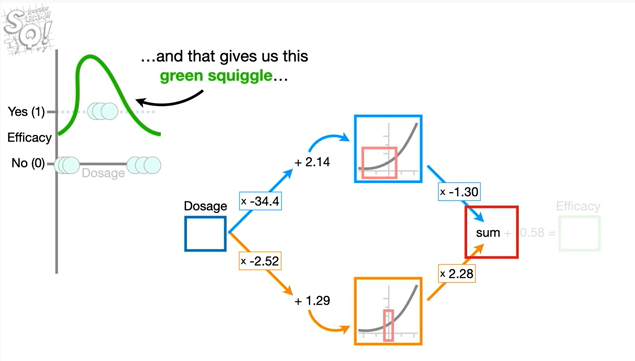 SQ!
…and that gives us this
green squiggle…
Yes (1)
Efficacy
No (0)
Dosage
Dosage
x -34.4
+ 2.14
x -1.30
x -2.52
+ 1.29
x 2.28
sum + 0.58 =
Efficacy